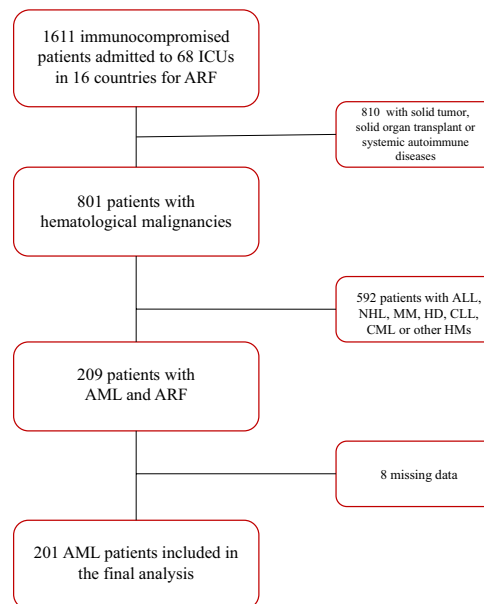 1611 immunocompromised
patients admitted to 68 ICUs
in 16 countries for ARF
810 with solid tumor,
solid organ transplant or
systemic autoimmune
diseases
801 patients with
hematological malignancies
592 patients with ALL,
NHL, MM, HD, CLL,
CML or other HMs
209 patients with
AML and ARF
8 missing data
201 AML patients included in
the final analysis